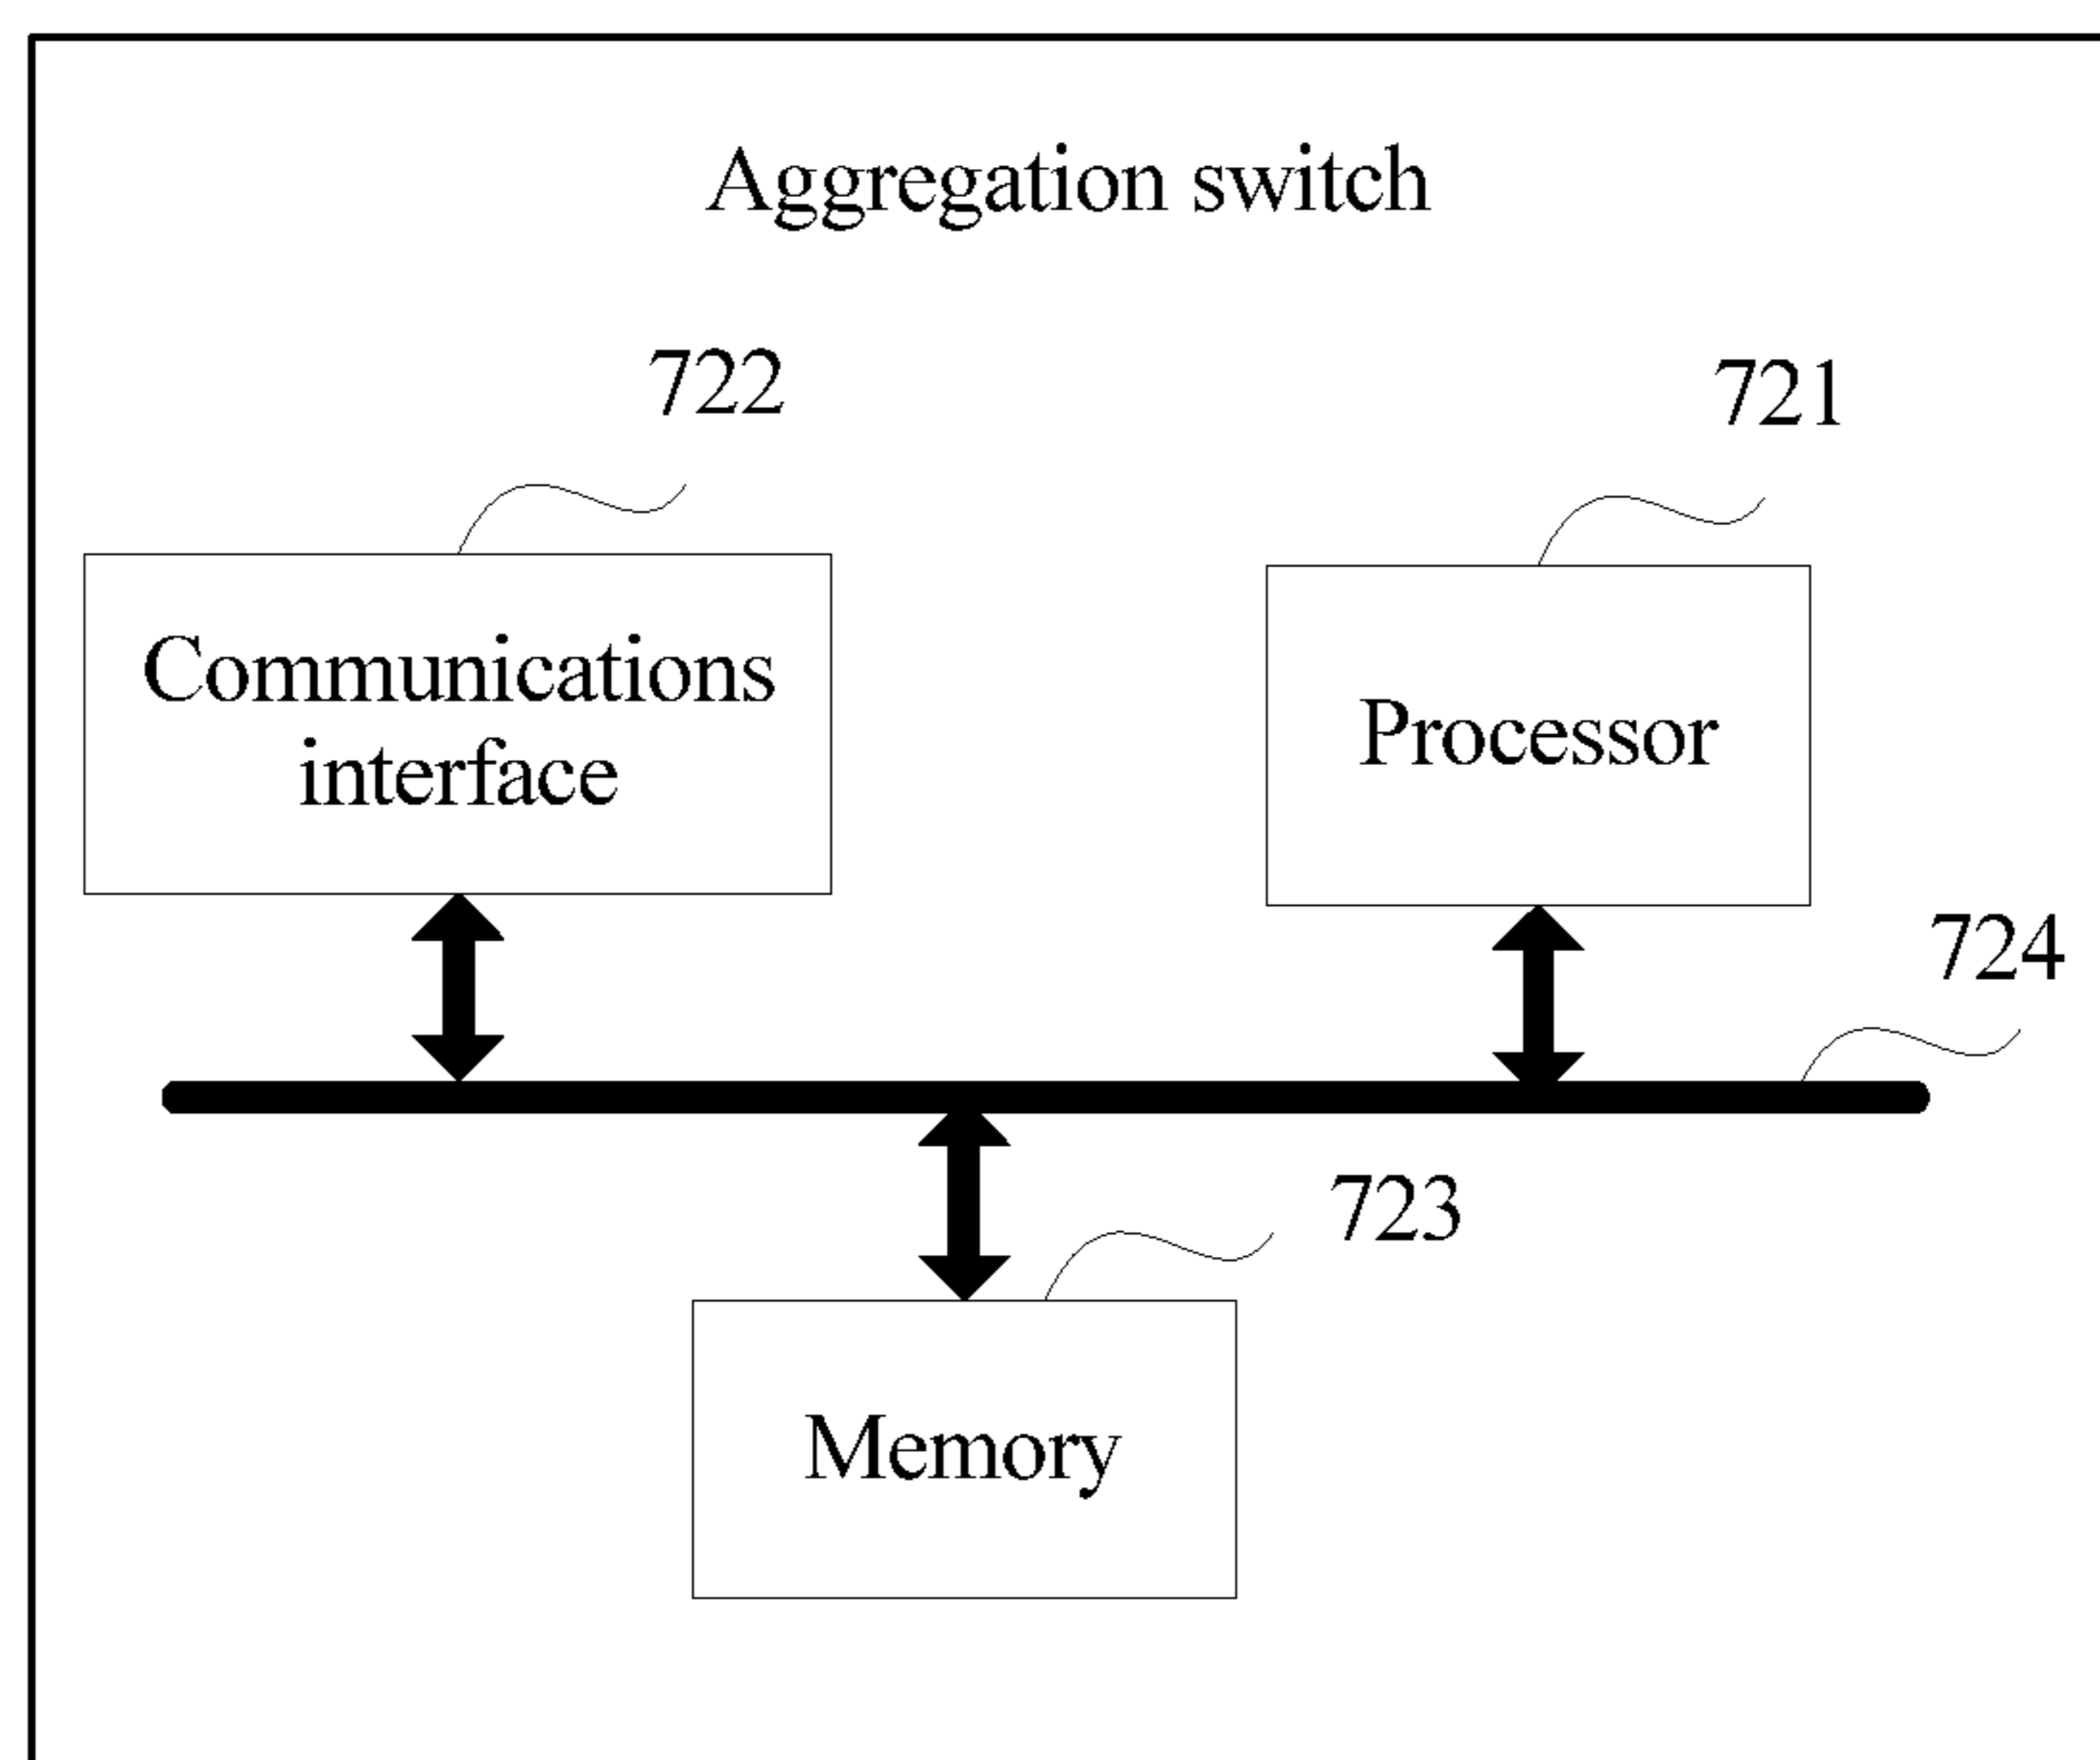 Aggregation switch
722
721
Communications
interface
Processor
724
723
Memory